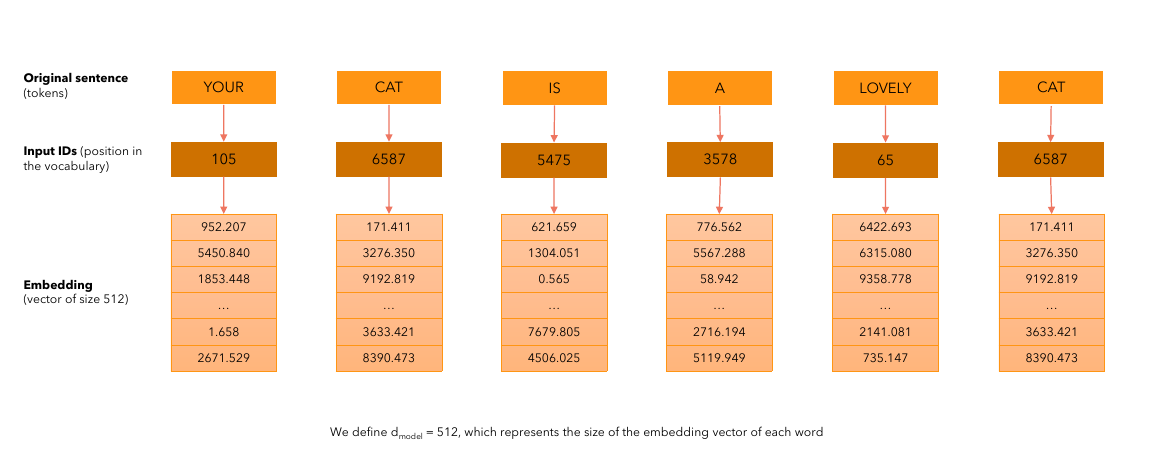 Original sentence
(tokens)
YOUR CAT IS A LOVELY CAT
Input IDs (position in
the vocabulary)
105 6587 5475 3578 65 6587
Embedding
(vector of size 512)
952.207 171.411 621.659 776.562 6422.693 171.411
5450.840 3276.350 1304.051 5567.288 6315.080 3276.350
1853.448 9192.819 0.565 58.942 9358.778 9192.819
… … … … … …
1.658 3633.421 7679.805 2716.194 2141.081 3633.421
2671.529 8390.473 4506.025 5119.949 735.147 8390.473
We define dmodel = 512, which represents the size of the embedding vector of each word